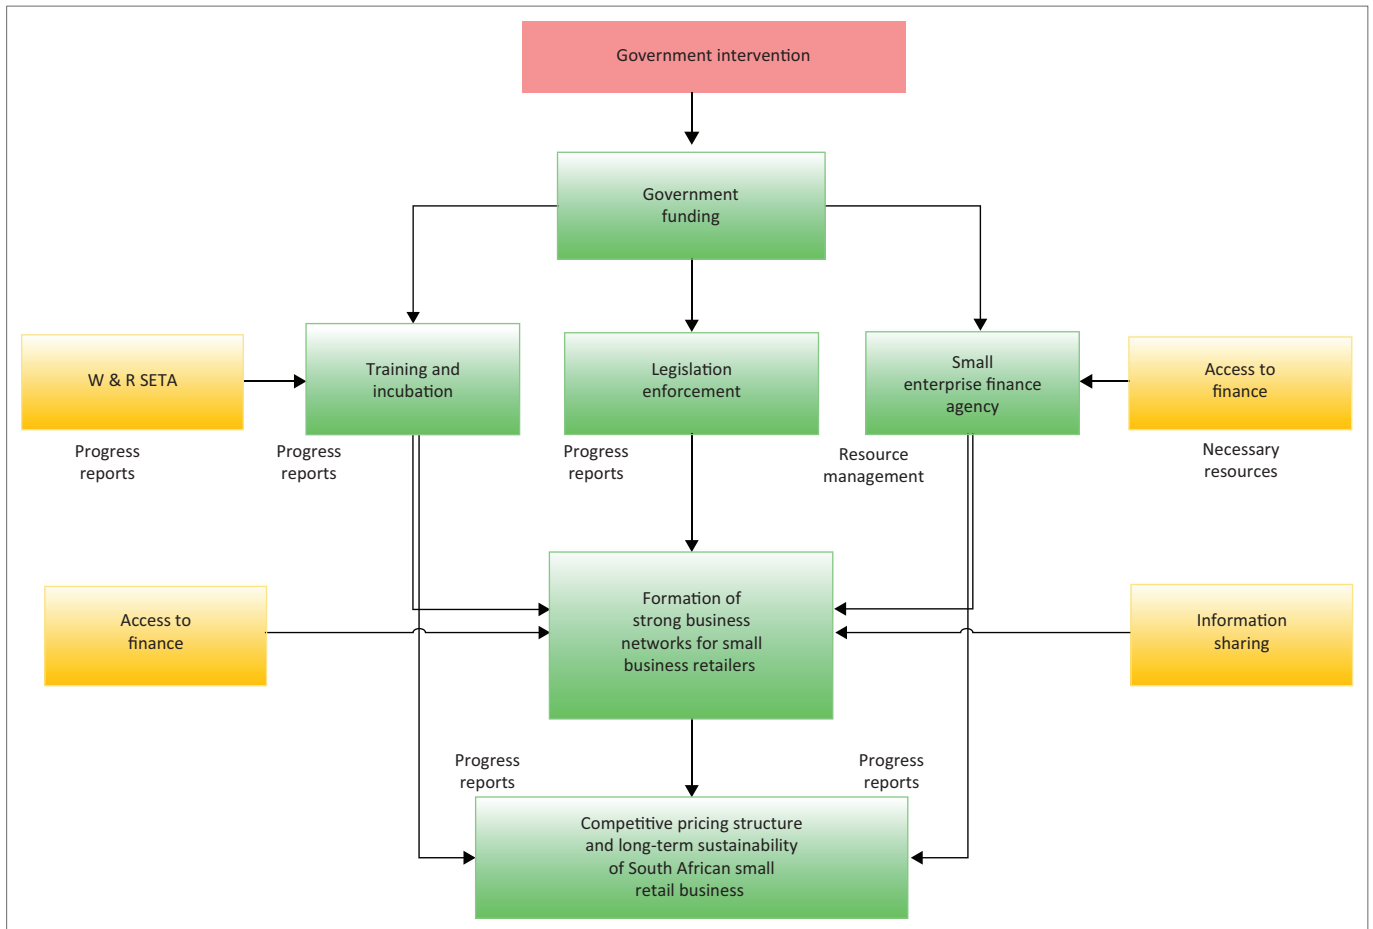 Government intervention
Government
funding
W & R SETA
Training and
incubation
Legislation
enforcement
Small
enterprise finance
agency
Access to
finance
Progress
reports
Progress
reports
Progress
reports
Resource
management
Necessary
resources
Access to
finance
Formation of
strong business
networks for small
business retailers
Information
sharing
Progress
reports
Progress
reports
Competitive pricing structure
and long-term sustainability
of South African small
retail business